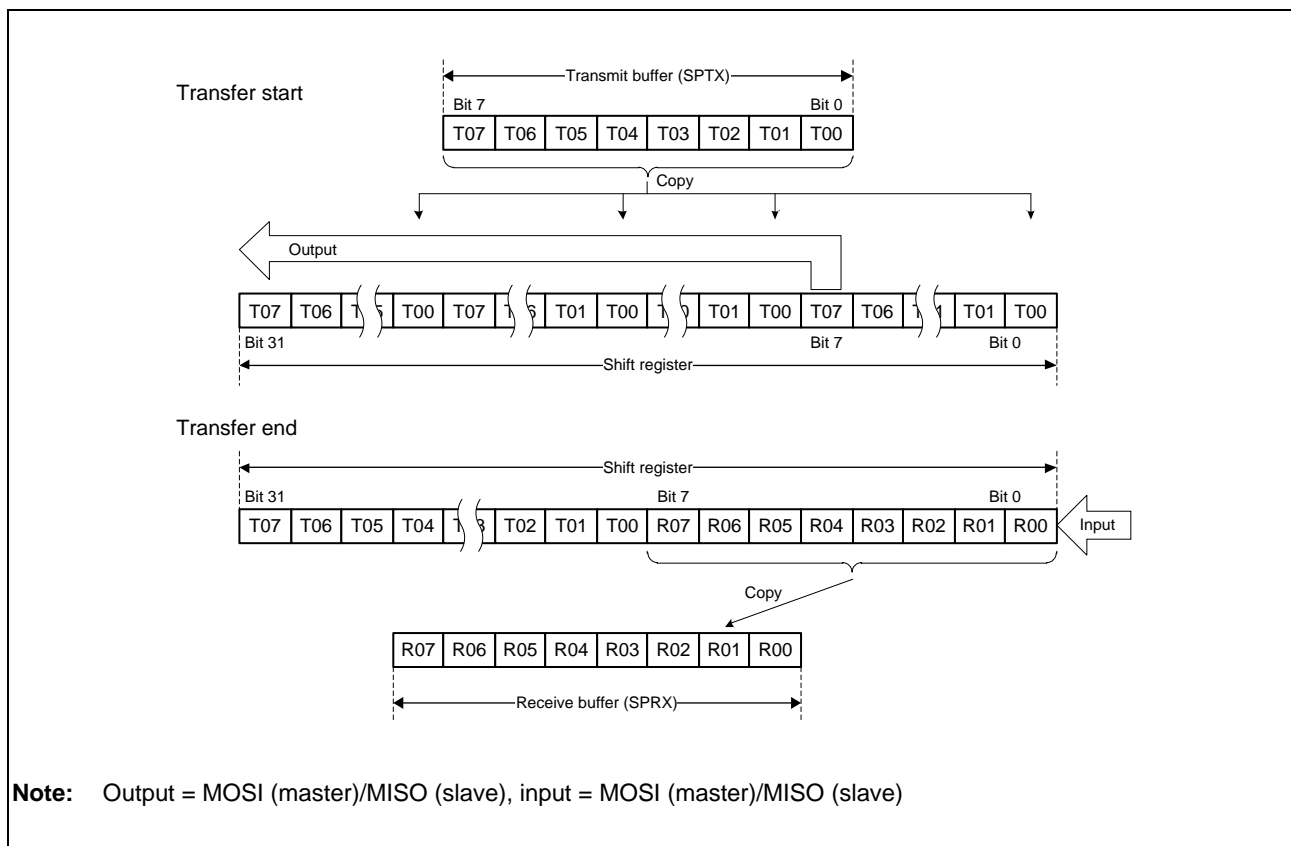 Transfer start
Transmit buffer (SPTX)
Bit 7 Bit 0
T07 T06 T05 T04 T03 T02 T01 T00
Copy
Output
T07 T06 T00 T07 T01 T00 T01 T00 T07 T06 T01 T00
Bit 31 Bit 7 Bit 0
Shift register
Transfer end
Shift register
Bit 31 Bit 7 Bit 0
T07 T06 T05 T04 T02 T01 T00 R07 R06 R05 R04 R03 R02 R01 R00
Input
Copy
R07 R06 R05 R04 R03 R02 R01 R00
Receive buffer (SPRX)
Note: Output = MOSI (master)/MISO (slave), input = MOSI (master)/MISO (slave)